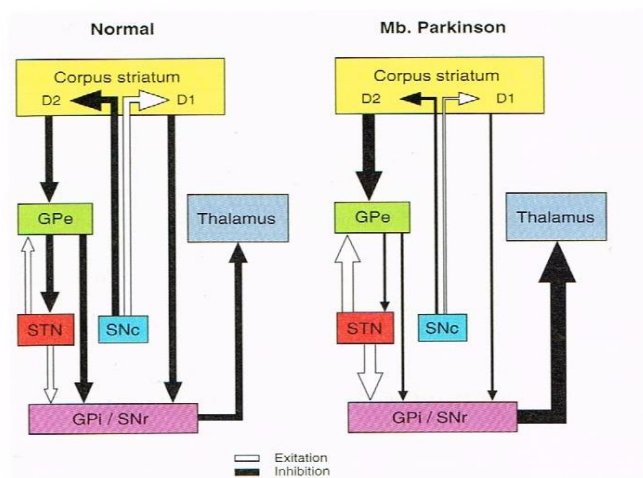 Normal
Corpus striatum
D2 D1
GPe
Thalamus
STN
SNc
GPi / SNr
Mb. Parkinson
Corpus striatum
D2 D1
GPe
Thalamus
STN
SNc
GPi / SNr
Exitation
Inhibition